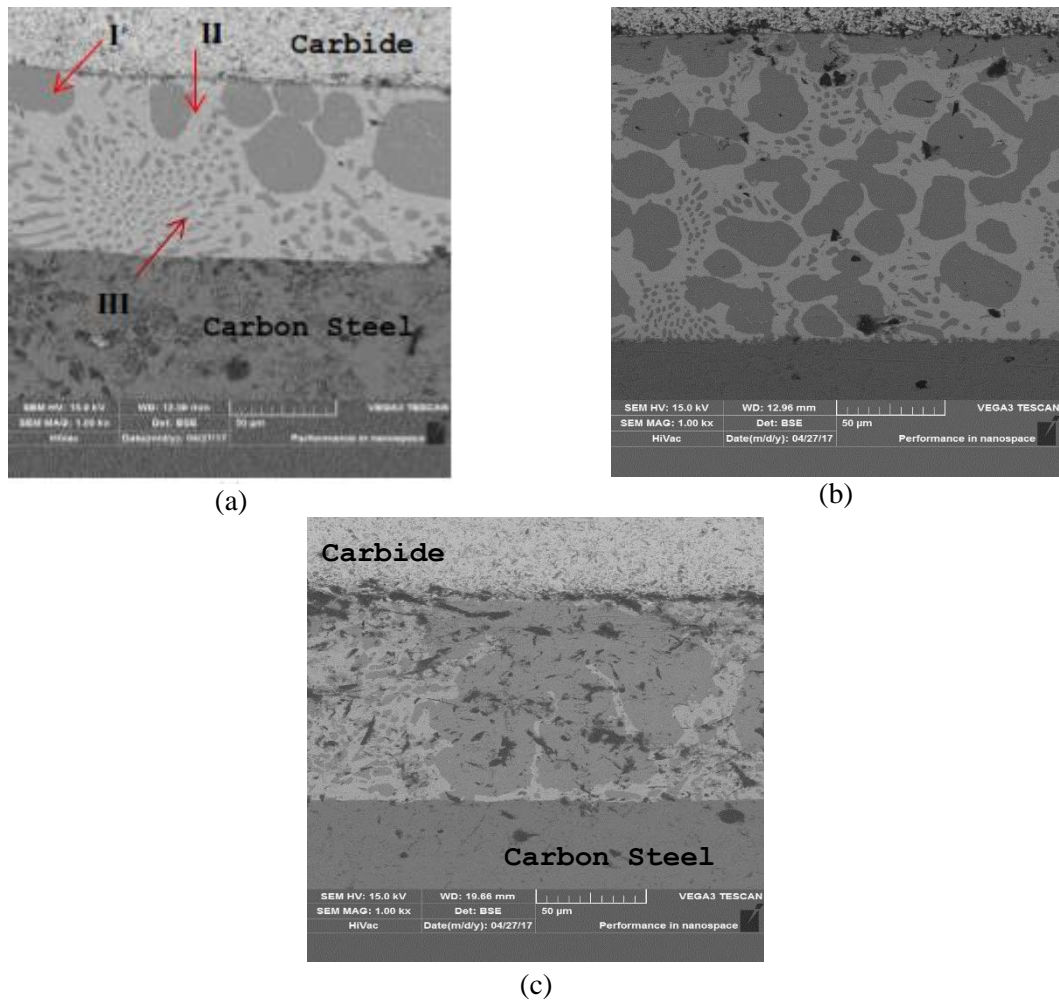 I
II
Carbide
III
Carbon Steel
SEM HV: 15.0 kV
SEM MAG: 1.00 kx
Det: BSE
50 µm
VEGA3 TESCAN
HiVac
Date(m/d/y): 04/27/17
Performance in nanospace
(a)
SEM HV: 15.0 kV
WD: 12.96 mm
VEGA3 TESCAN
SEM MAG: 1.00 kx
Det: BSE
50 µm
HiVac
Date(m/d/y): 04/27/17
Performance in nanospace
(b)
Carbide
Carbon Steel
SEM HV: 15.0 kV
WD: 19.66 mm
VEGA3 TESCAN
SEM MAG: 1.00 kx
Det: BSE
50 µm
HiVac
Date(m/d/y): 04/27/17
Performance in nanospace
(c)